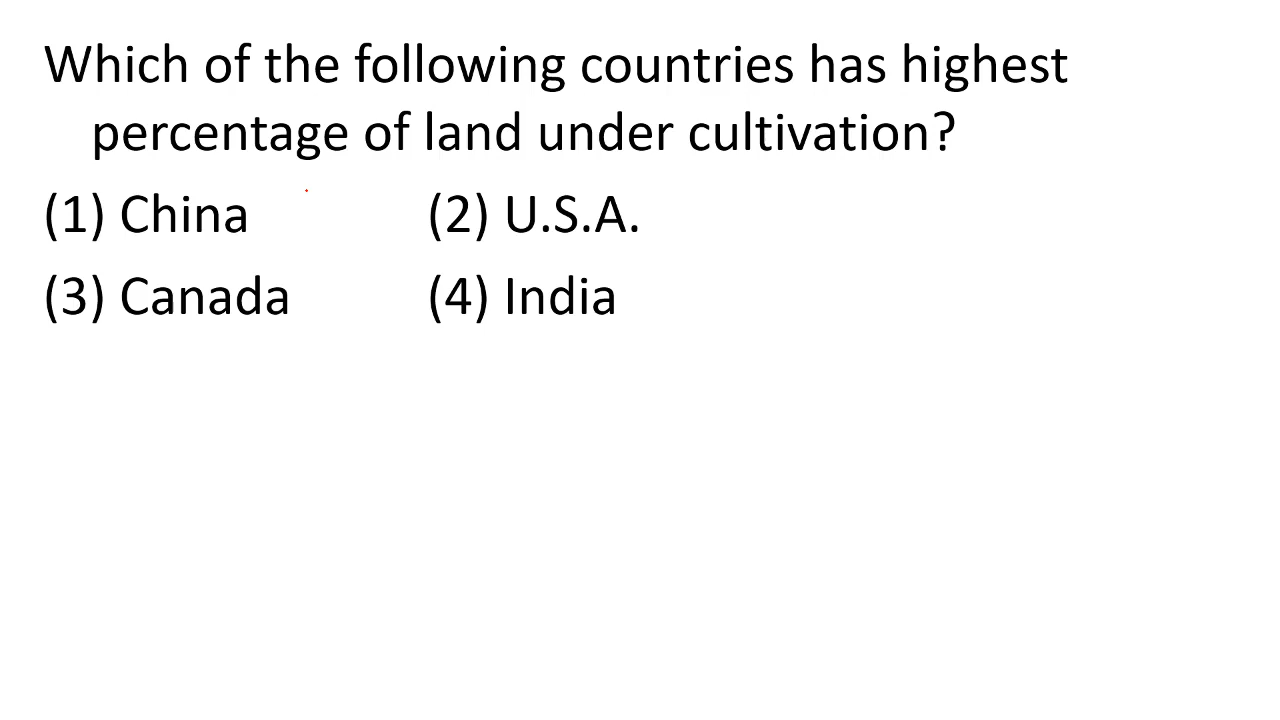 Which of the following countries has highest
percentage of land under cultivation?
(1) China (2) U.S.A.
(3) Canada (4) India